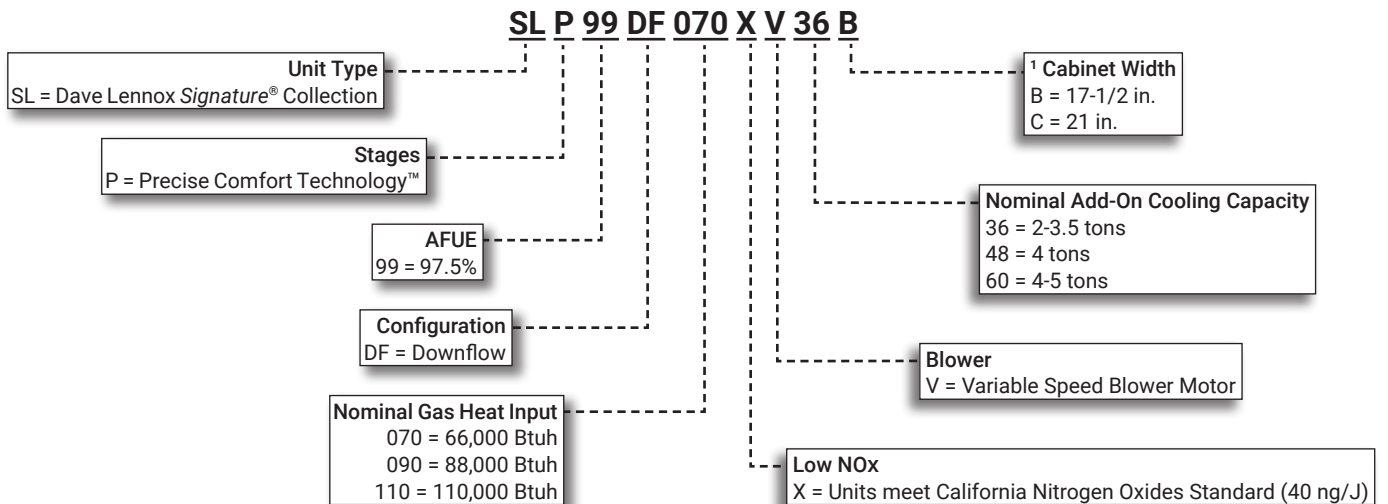 SL P 99 DF 070 X V 36 B
Unit Type
SL = Dave Lennox Signature® Collection
Stages
P = Precise Comfort Technology™
AFUE
99 = 97.5%
Configuration
DF = Downflow
Nominal Gas Heat Input
070 = 66,000 Btuh
090 = 88,000 Btuh
110 = 110,000 Btuh
¹ Cabinet Width
B = 17-1/2 in.
C = 21 in.
Nominal Add-On Cooling Capacity
36 = 2-3.5 tons
48 = 4 tons
60 = 4-5 tons
Blower
V = Variable Speed Blower Motor
Low NOx
X = Units meet California Nitrogen Oxides Standard (40 ng/J)